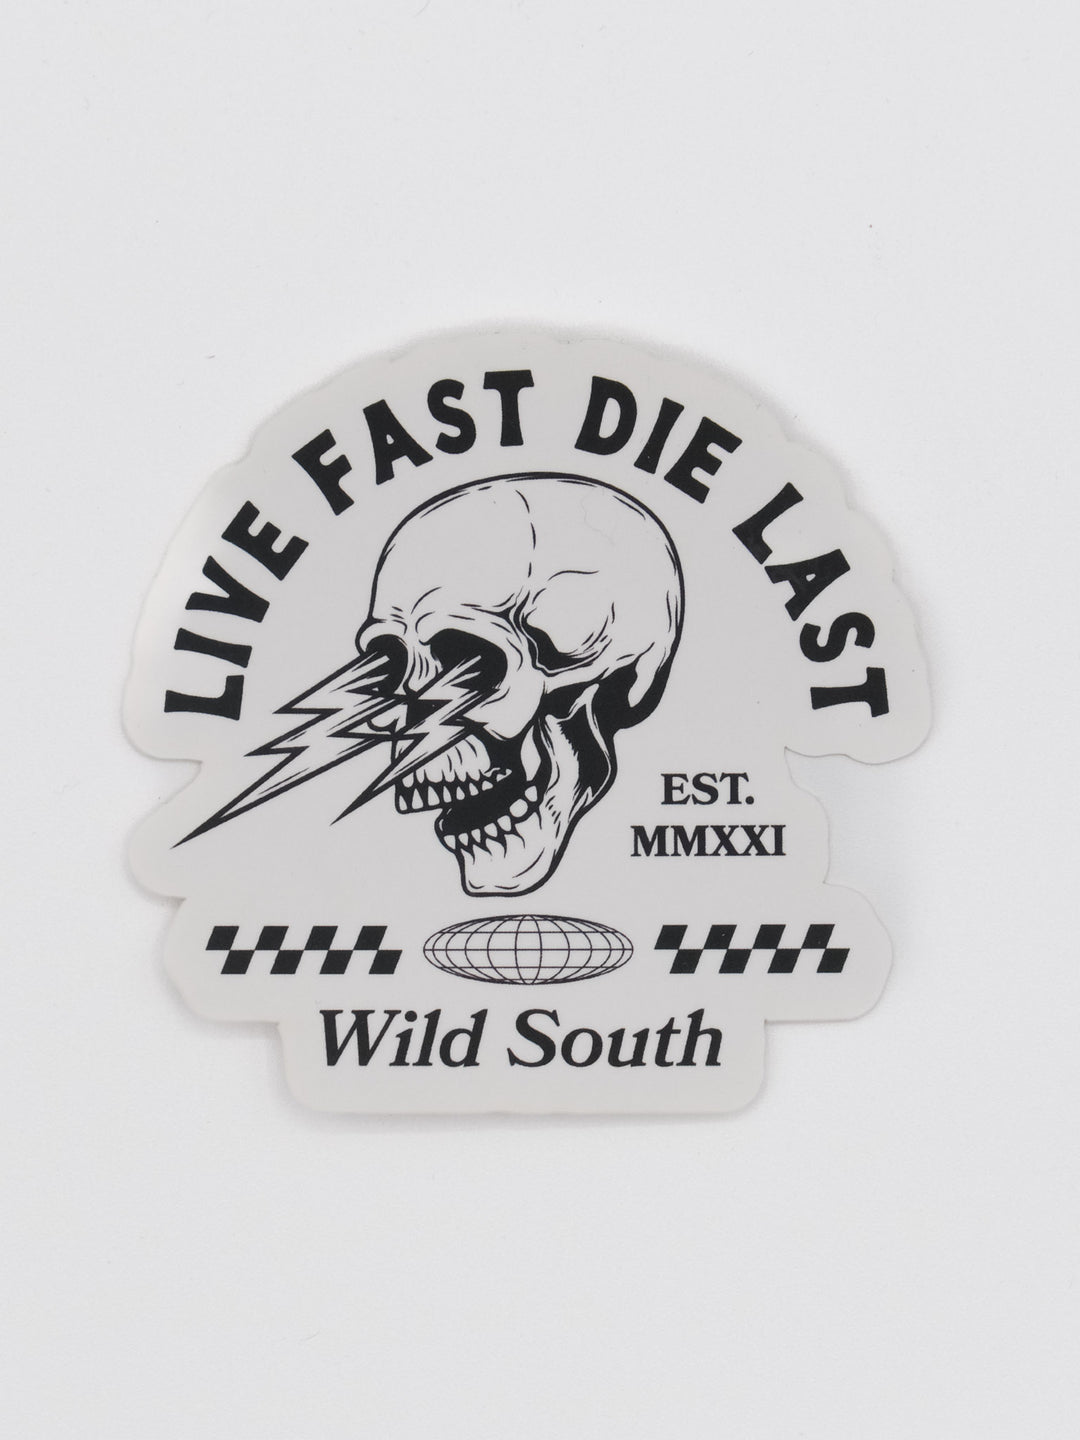 LIVE FAST DIE LAST
EST.
MMXXI
Wild South